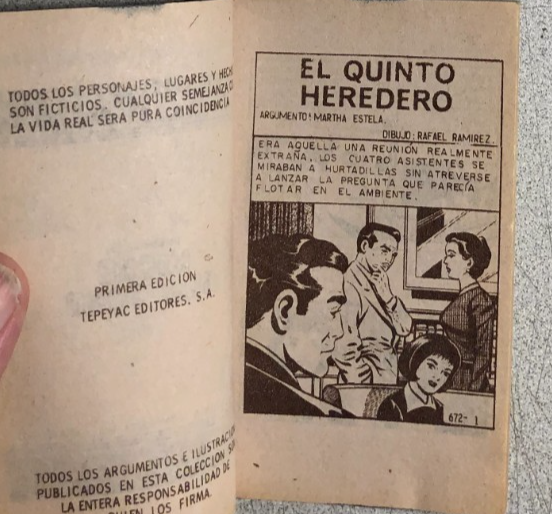 TODOS LOS PERSONAJES, LUGARES Y
SON FICTICIOS. CUALQUIER SEMEJANZA
LA VIDA REAL SERA PURA COINCIDENCIA
PRIMERA EDICION
TEPEYAC EDITORES. S.A.
TODOS LOS ARGUMENTOS E
PUBLICADOS EN ESTA COLECCION
LA ENTERA RESPONSABILIDAD DE
LOS FIRMA.
EL QUINTO
HEREDERO
ARGUMENTO: MARTHA ESTELA.
DIBUJO: RAFAEL RAMIREZ.
ERA AQUELLA UNA REUNIÓN REALMENTE
EXTRAÑA, LOS CUATRO ASISTENTES SE
MIRABAN A HURTADILLAS SIN ATREVERSE
A LANZAR LA PREGUNTA QUE PARECÍA
FLOTAR EN EL AMBIENTE.
672- 1